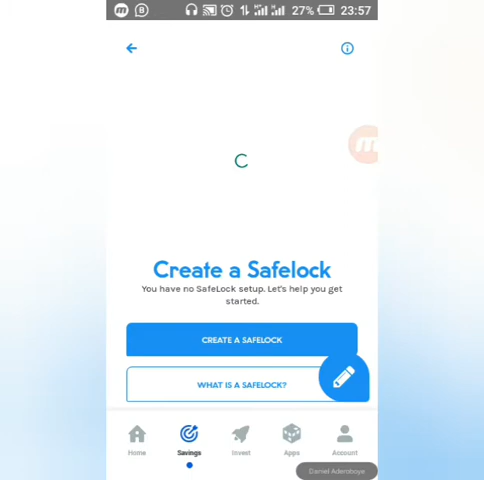 27% 23:57
Create a Safelock
You have no SafeLock setup. Let's help you get
started.
CREATE A SAFELOCK
WHAT IS A SAFELOCK?
Home Savings Invest Apps Account
Daniel Aderohoye